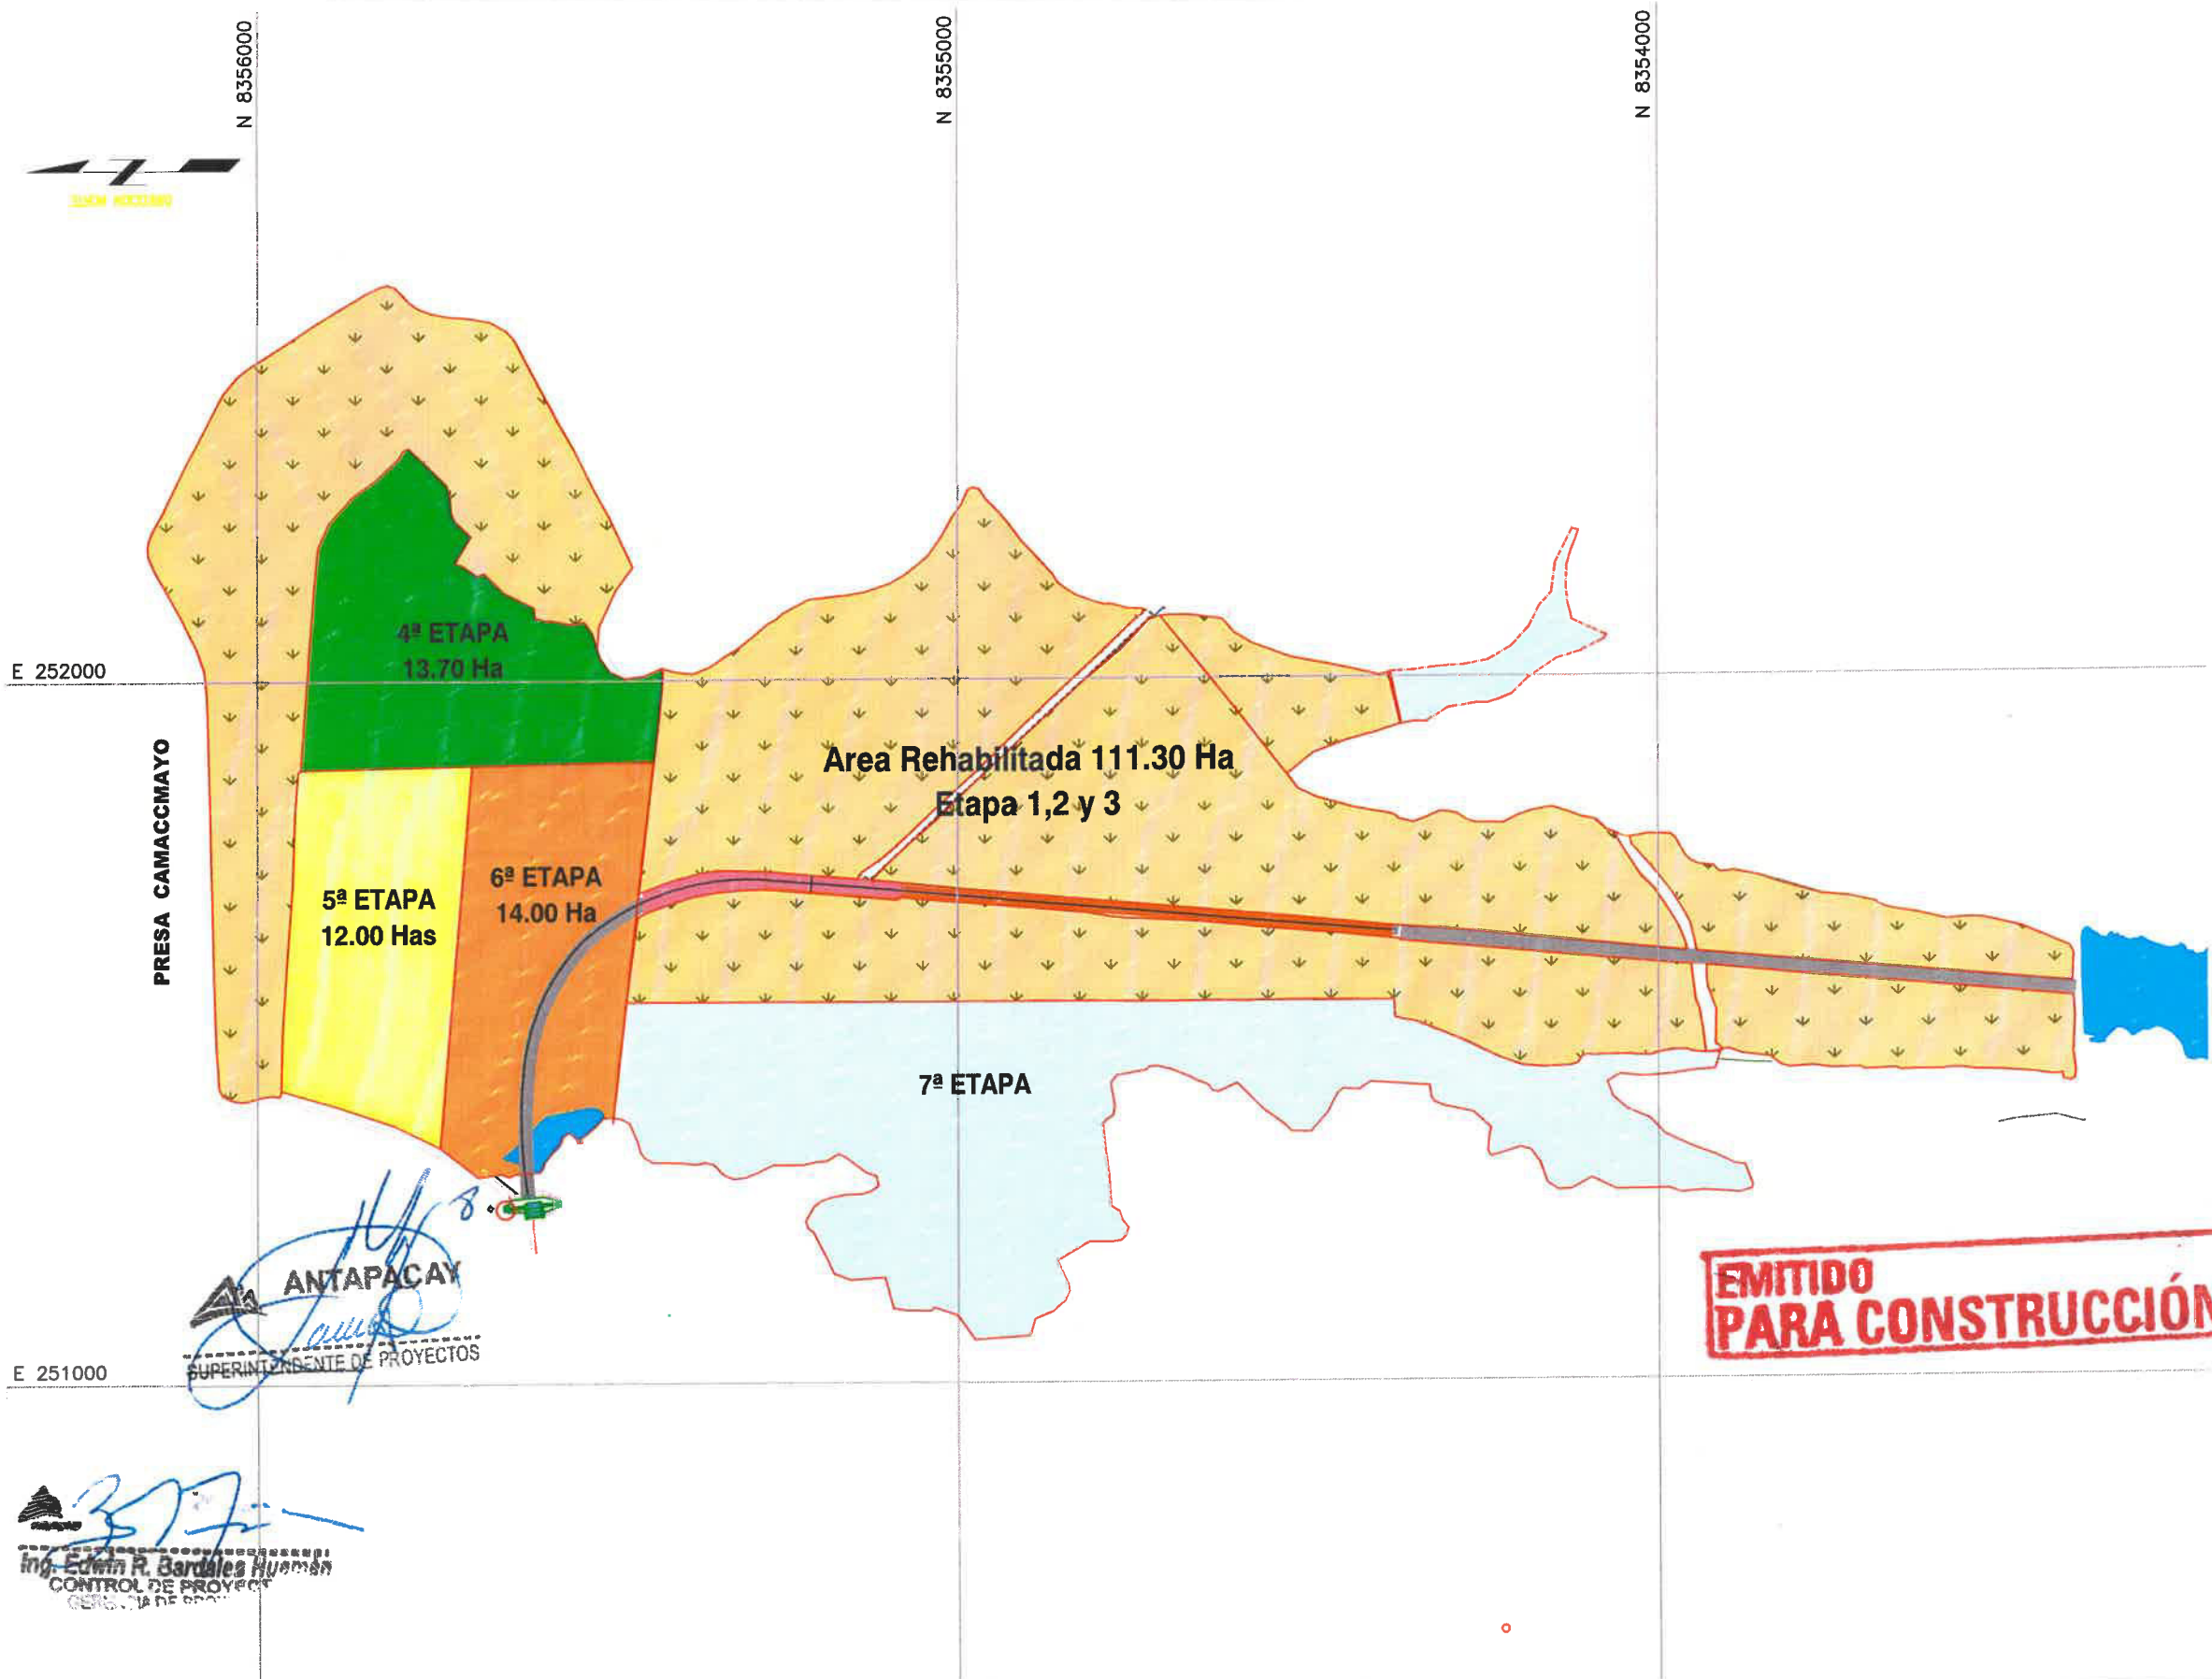 N 8356000
N 8355000
N 8354000
E 252000
PRESA CAMACCMAYO
4ª ETAPA
13.70 Ha
Area Rehabilitada 111.30 Ha
Etapa 1,2 y 3
5ª ETAPA
12.00 Has
6ª ETAPA
14.00 Ha
7ª ETAPA
ANTAPACAY
SUPERINTENDENTE DE PROYECTOS
EMITIDO
PARA CONSTRUCCIÓN
E 251000
Ing. Edwin R. Bardales Huamán
CONTROL DE PROYECT